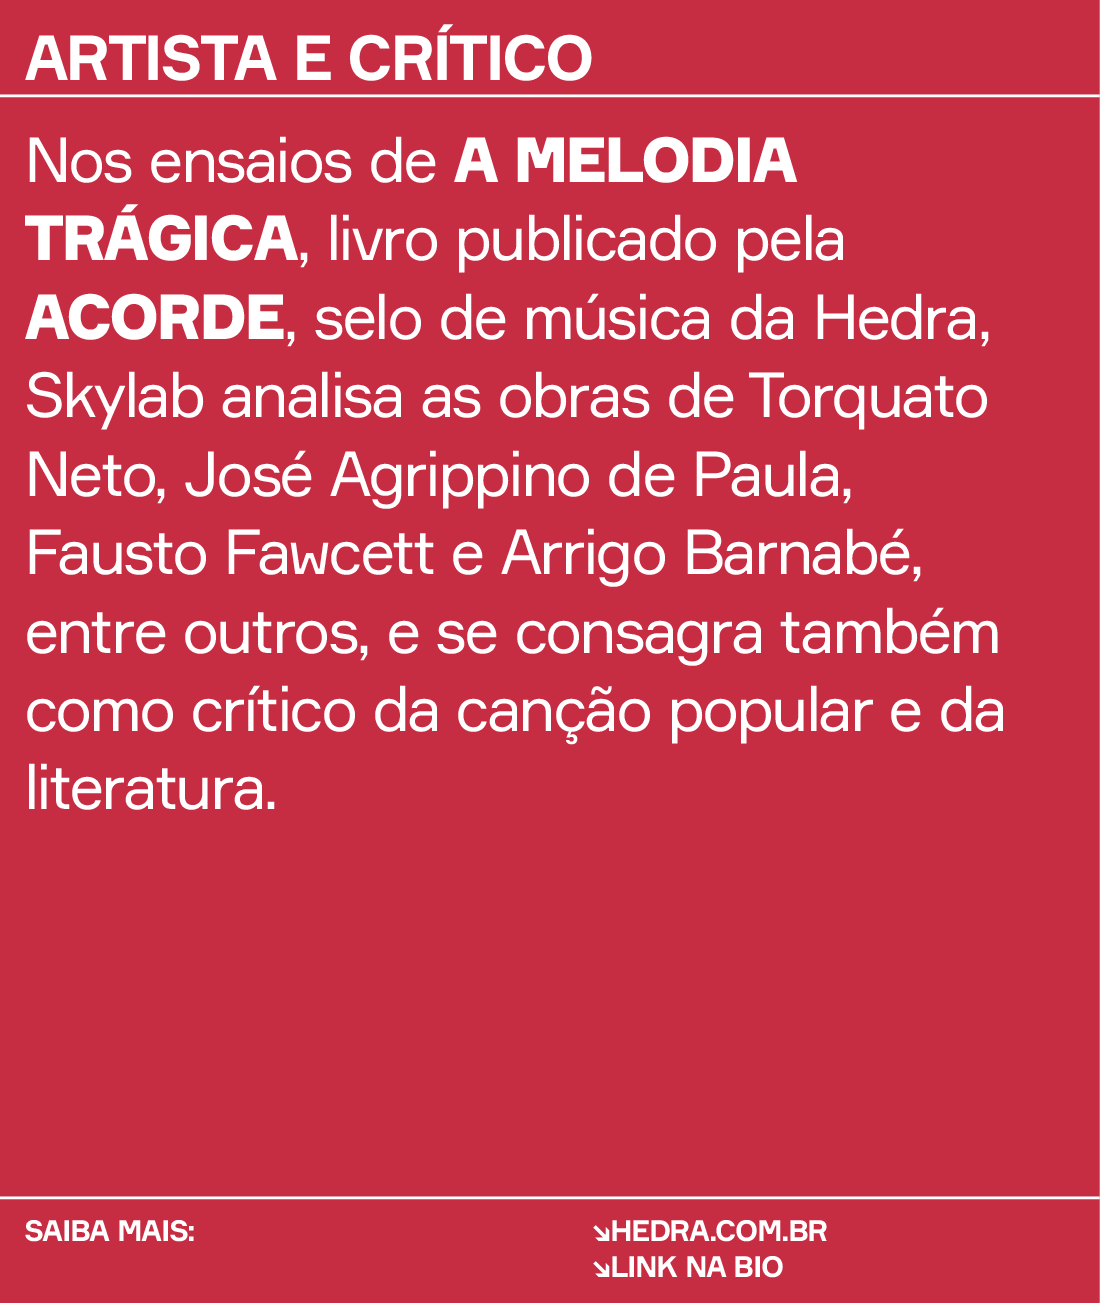 ARTISTA E CRÍTICO
Nos ensaios de A MELODIA
TRÁGICA, livro publicado pela
ACORDE, selo de música da Hedra,
Skylab analisa as obras de Torquato
Neto, José Agrippino de Paula,
Fausto Fawcett e Arrigo Barnabé,
entre outros, e se consagra também
como crítico da canção popular e da
literatura.
SAIBA MAIS:
↘HEDRA.COM.BR
↘LINK NA BIO